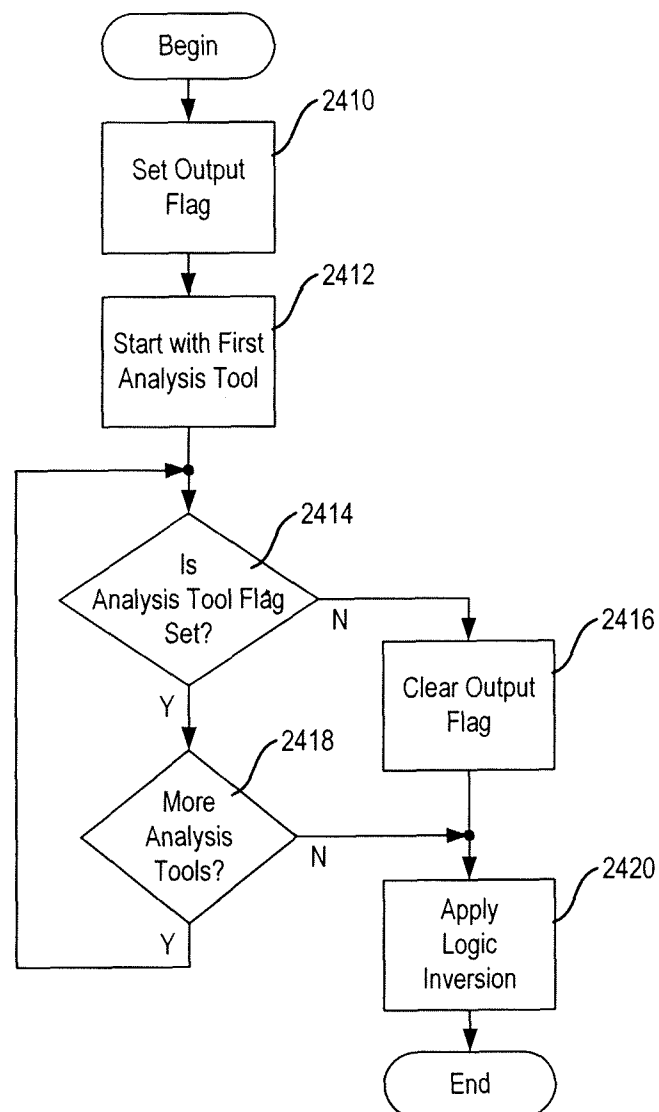 Begin
2410
Set Output
Flag
2412
Start with First
Analysis Tool
2414
Is
Analysis Tool Flag
Set?
N
Y
2416
Clear Output
Flag
2418
More
Analysis
Tools?
N
Y
2420
Apply
Logic
Inversion
End